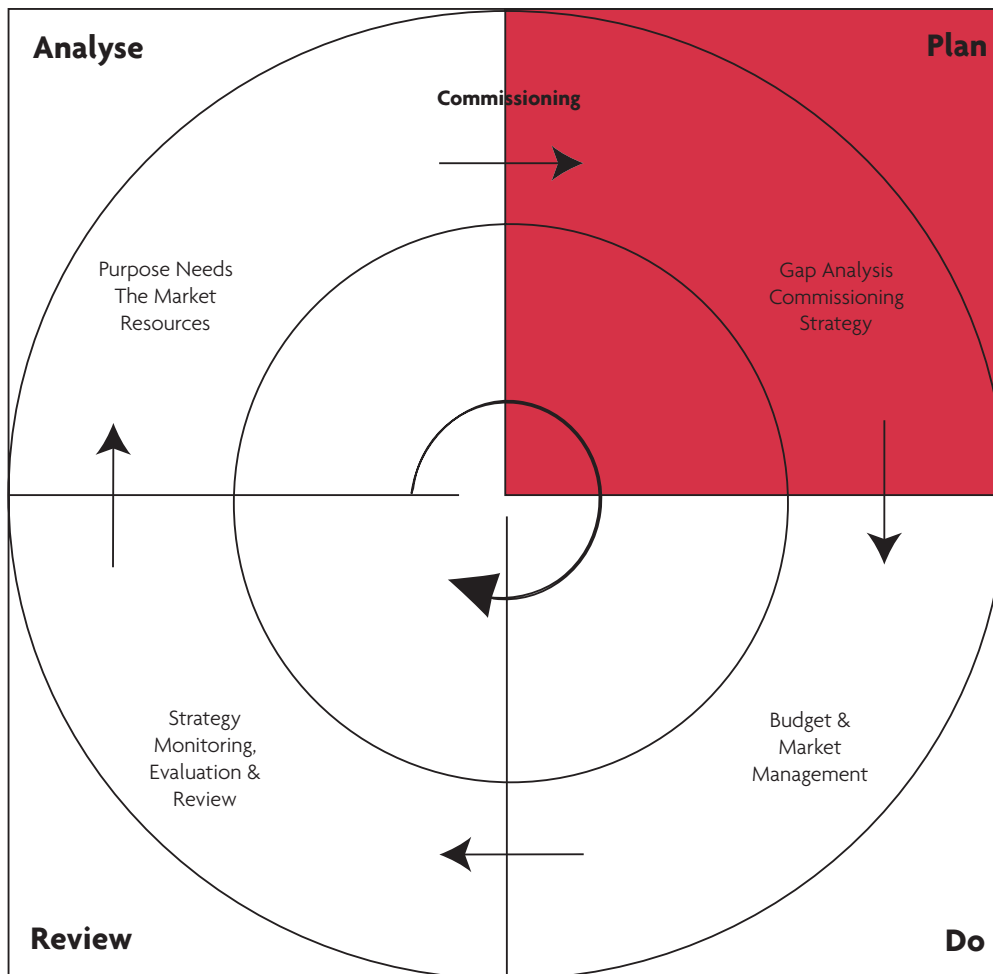 Analyse
Plan
Commissioning
Purpose Needs
The Market
Resources
Gap Analysis
Commissioning
Strategy
Strategy
Monitoring,
Evaluation &
Review
Budget &
Market
Management
Review
Do